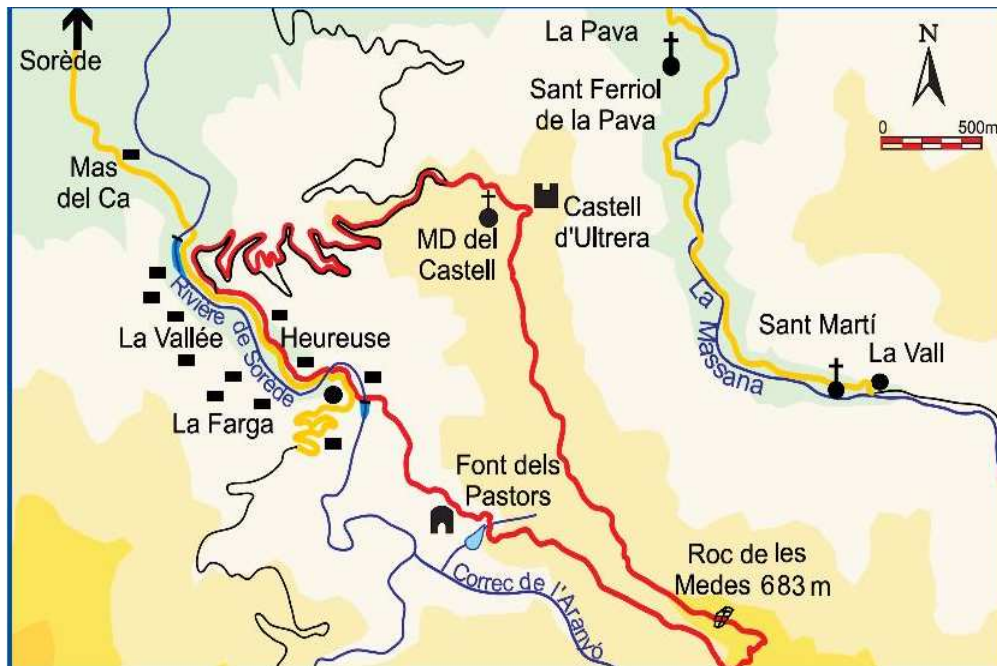 Sorède
La Pava
N
Sant Ferriol
de la Pava
0 500m
Mas
del Ca
MD del
Castell
Castell
d'Ultrera
Rivière de Sorède
La Vallée
Heureuse
La Massana
Sant Martí
La Vall
La Farga
Font dels
Pastors
Roc de les
Medes 683 m
Correc de l'Aranyó